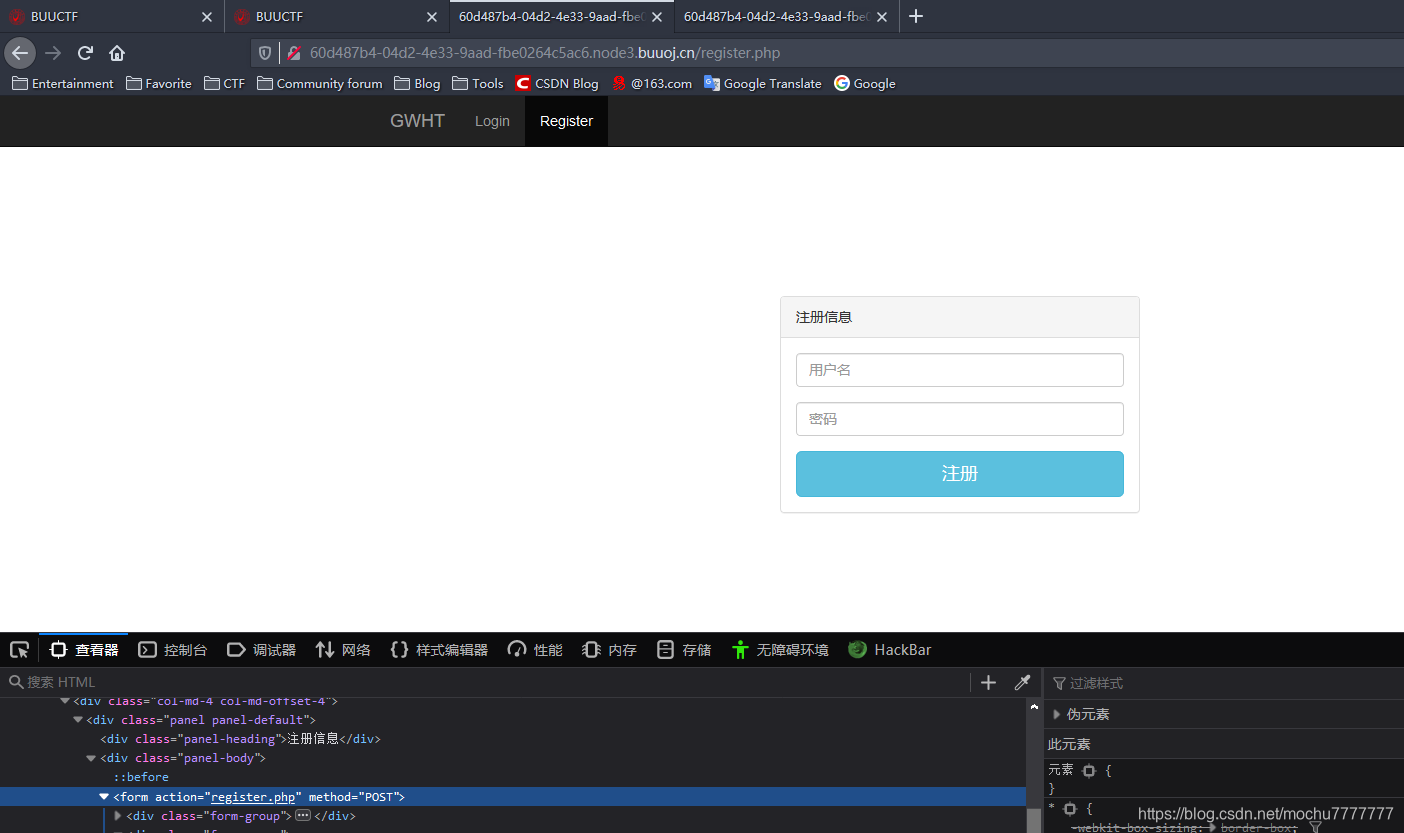 BUUCTF
BUUCTF
60d487b4-04d2-4e33-9aad-fbe0
60d487b4-04d2-4e33-9aad-fbe0
60d487b4-04d2-4e33-9aad-fbe0264c5ac6.node3.buuoj.cn/register.php
Entertainment Favorite CTF Community forum Blog Tools CSDN Blog @163.com Google Translate Google
GWHT Login Register
注册信息
用户名
密码
注册
查看器 控制台 调试器 网络 样式编辑器 性能 内存 存储 无障碍环境 HackBar
搜索 HTML
过滤样式
<div class="col-md-4 col-md-offset-4">
<div class="panel panel-default">
<div class="panel-heading">注册信息</div>
<div class="panel-body">
::before
<form action="register.php" method="POST">
<div class="form-group"> ••• </div>
<div class="form-group">
伪元素
此元素
元素 {
}
* {
-webkit-box-sizing: border-box;
https://blog.csdn.net/mochu7777777